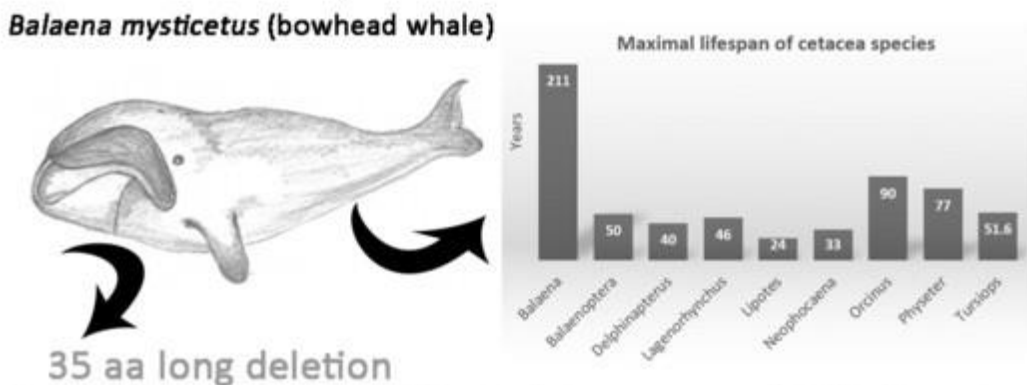 Balaena mysticetus (bowhead whale)
35 aa long deletion
Maximal lifespan of cetacea species
Years
211
50
40
46
24
33
90
77
51.6
Balaena
Balaenoptera
Delphinapterus
Lagenorhynchus
Lipotes
Neophocaena
Orcinus
Physeter
Tursiops